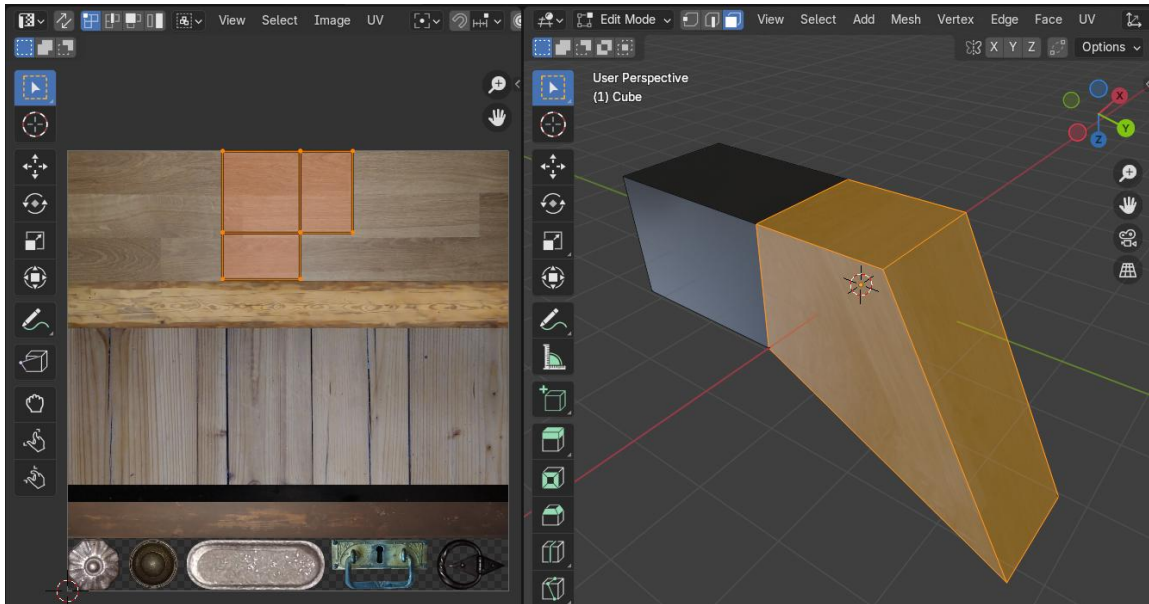 View Select Image UV
Edit Mode View Select Add Mesh Vertex Edge Face UV
X Y Z Options
User Perspective
(1) Cube
X
Y
Z